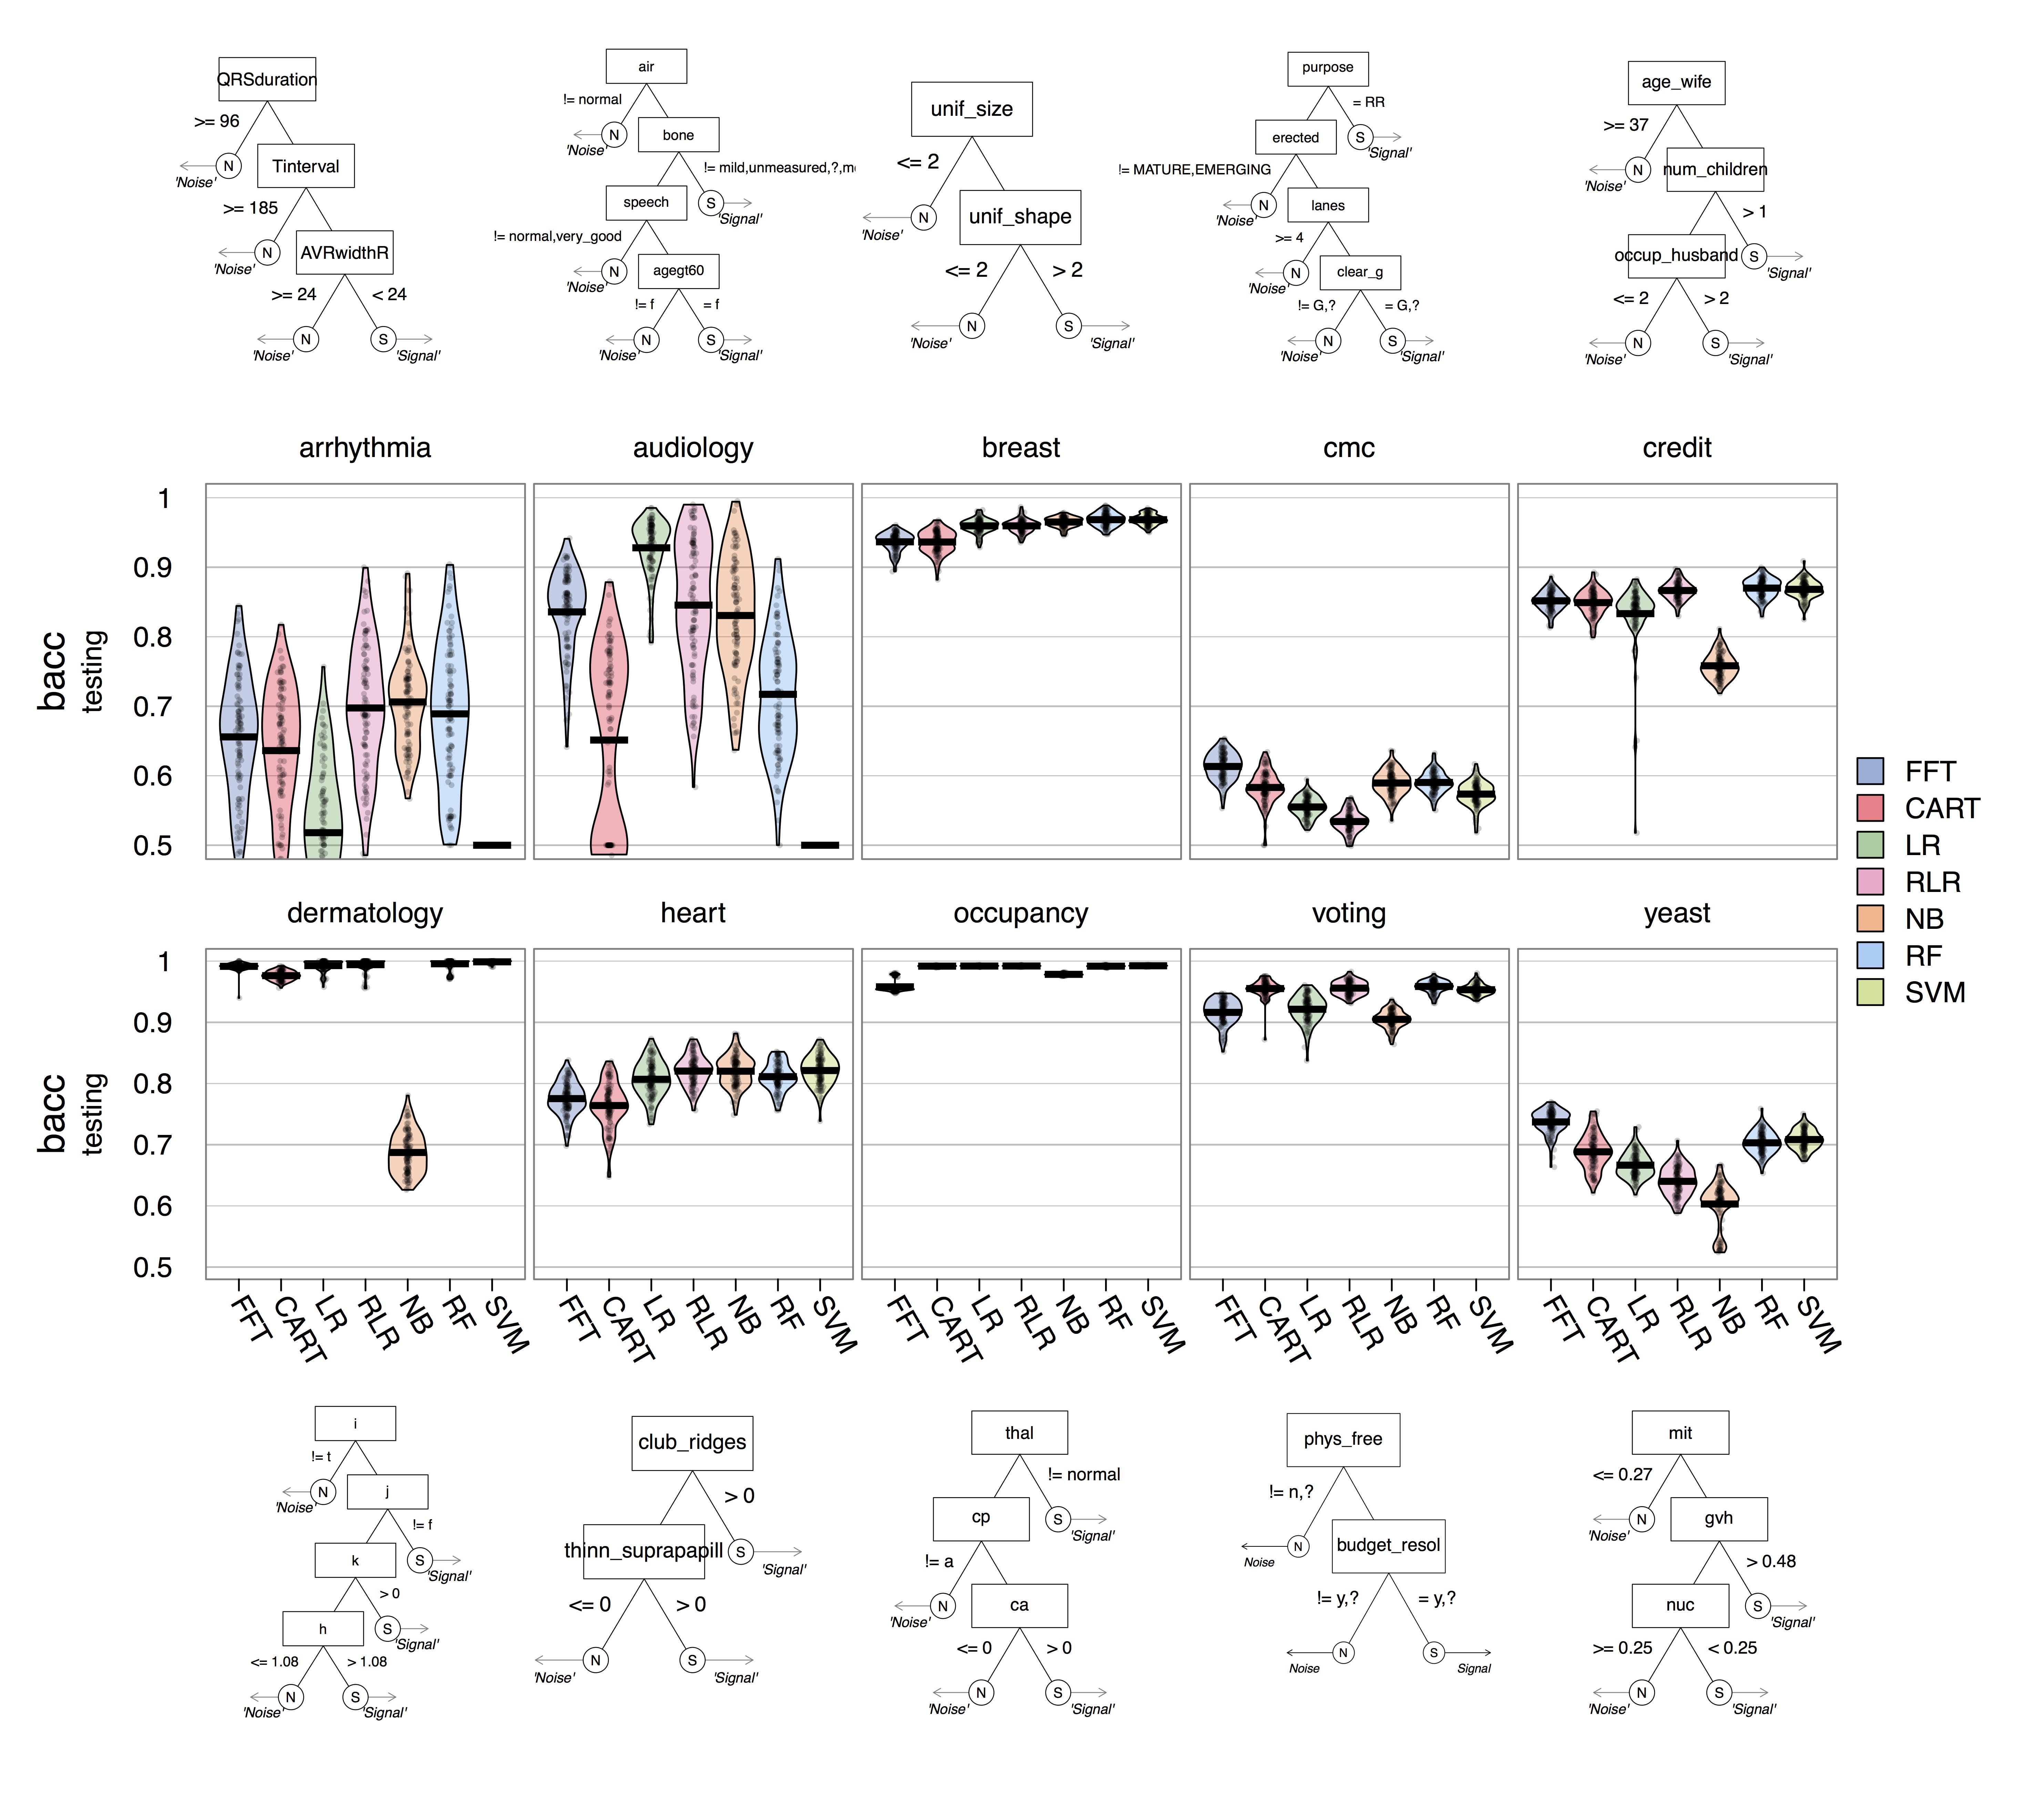 QRSduration
>= 96
N
'Noise'
Tinterval
>= 185
N
'Noise'
AVRwidthR
>= 24
< 24
N
'Noise'
S
'Signal'
air
!= normal
N
'Noise'
bone
!= mild,unmeasured,?,m
S
'Signal'
speech
!= normal,very_good
N
'Noise'
agegt60
!= f
= f
N
'Noise'
S
'Signal'
unif_size
<= 2
N
'Noise'
unif_shape
<= 2
> 2
N
'Noise'
S
'Signal'
purpose
= RR
S
'Signal'
erected
!= MATURE,EMERGING
N
'Noise'
lanes
>= 4
N
'Noise'
clear_g
!= G,?
= G,?
N
'Noise'
S
'Signal'
age_wife
>= 37
N
'Noise'
num_children
> 1
S
'Signal'
occup_husband
<= 2
> 2
N
'Noise'
S
'Signal'
arrhythmia
audiology
breast
cmc
credit
bacc
testing
1
0.9
0.8
0.7
0.6
0.5
dermatology
heart
occupancy
voting
yeast
bacc
testing
1
0.9
0.8
0.7
0.6
0.5
FFT
CART
LR
RLR
NB
RF
SVM
FFT CART LR RLR NB RF SVM
FFT CART LR RLR NB RF SVM
FFT CART LR RLR NB RF SVM
FFT CART LR RLR NB RF SVM
FFT CART LR RLR NB RF SVM
i
!= t
N
'Noise'
j
!= f
S
'Signal'
k
> 0
S
'Signal'
h
<= 1.08
> 1.08
N
'Noise'
S
'Signal'
club_ridges
> 0
S
'Signal'
thinn_suprapapill
<= 0
> 0
N
'Noise'
S
'Signal'
thal
!= normal
S
'Signal'
cp
!= a
N
'Noise'
ca
<= 0
> 0
N
'Noise'
S
'Signal'
phys_free
!= n,?
N
Noise
budget_resol
!= y,?
= y,?
N
Noise
S
Signal
mit
<= 0.27
N
'Noise'
gvh
> 0.48
S
'Signal'
nuc
>= 0.25
< 0.25
N
'Noise'
S
'Signal'